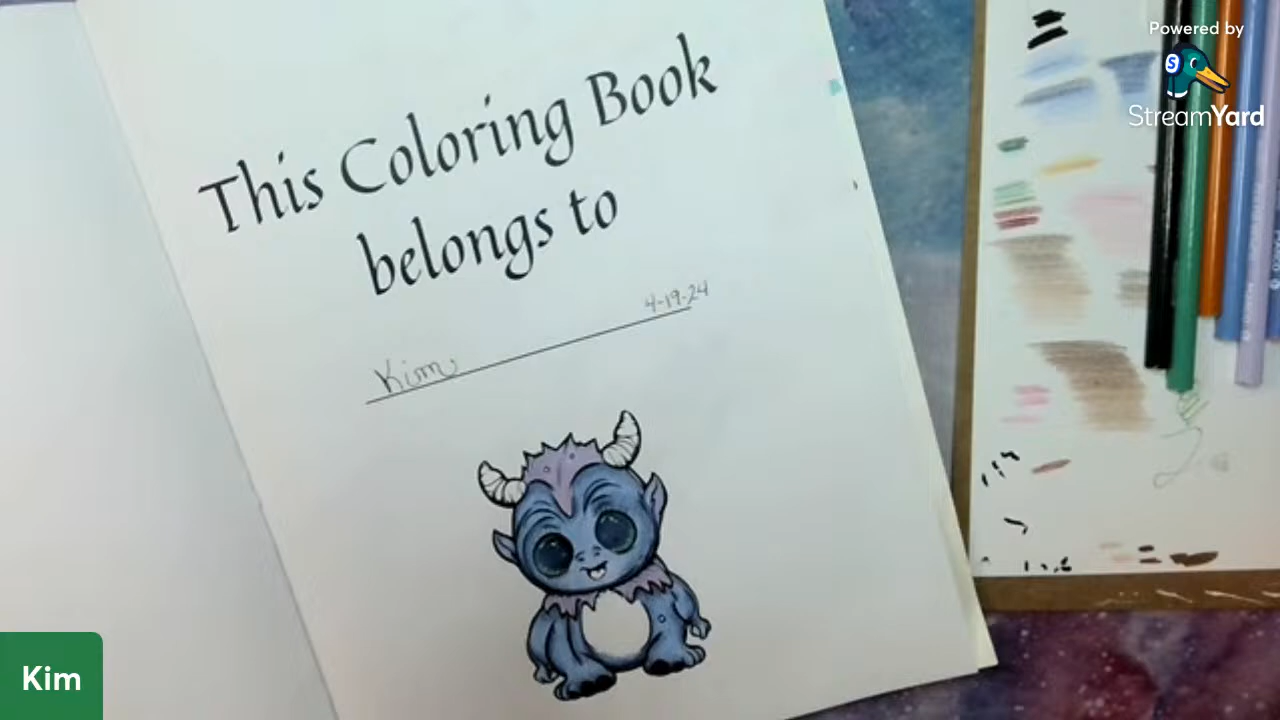 This Coloring Book
belongs to
4-19-24
Kim
Powered by
StreamYard
Kim